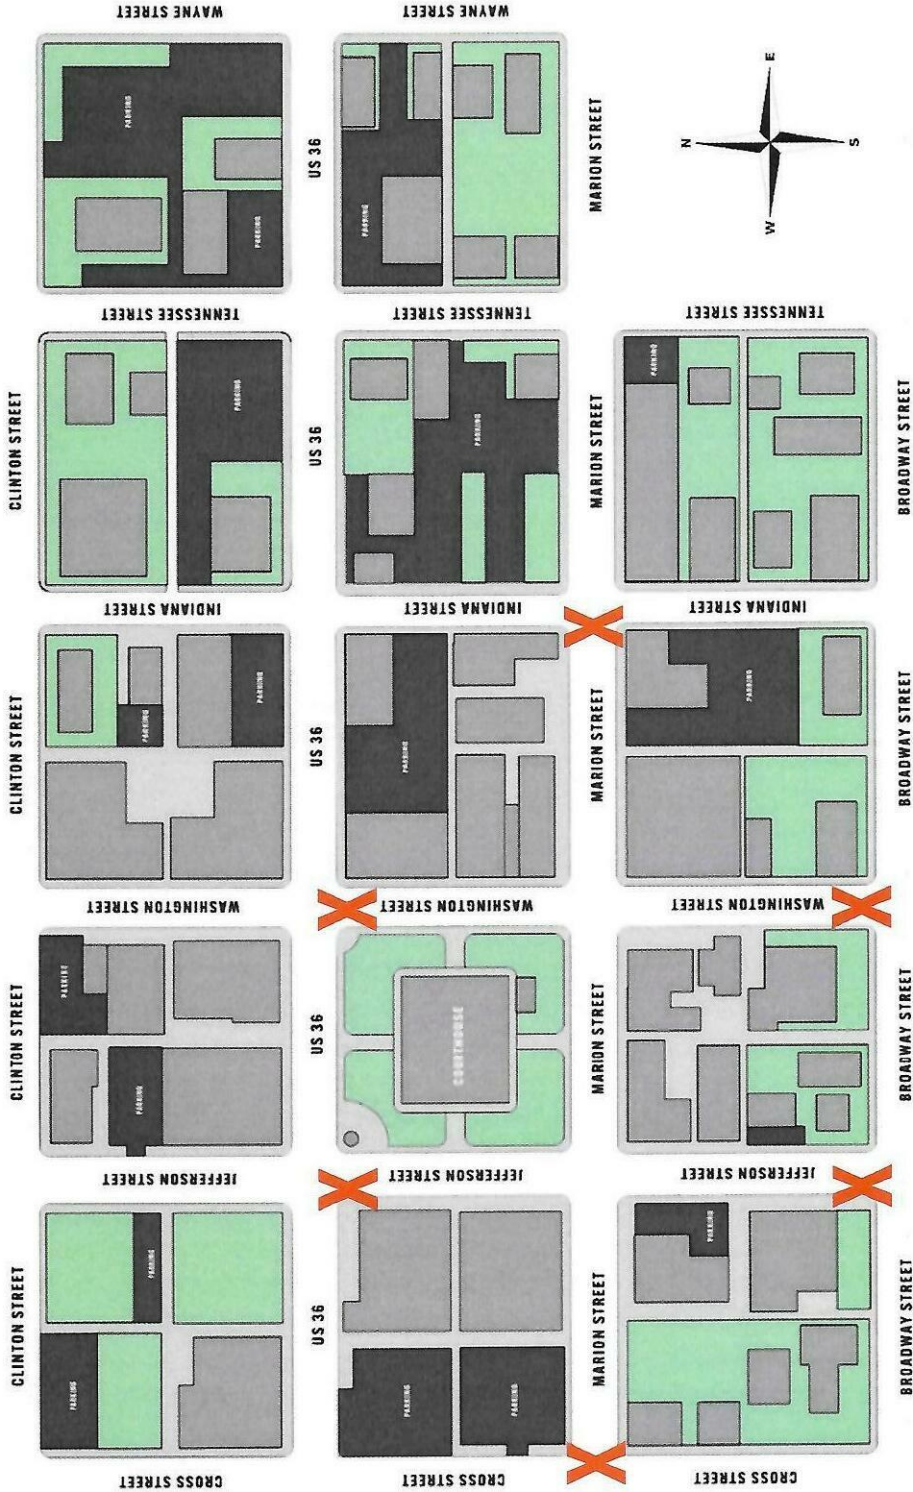 CLINTON STREET
CLINTON STREET
CLINTON STREET
CLINTON STREET
CROSS STREET
PARKING
PARKING
JEFFERSON STREET
PARKING
PARKING
WASHINGTON STREET
PARKING
PARKING
INDIANA STREET
PARKING
TENNESSEE STREET
PARKING
PARKING
WAYNE STREET
US 36
US 36
US 36
US 36
US 36
CROSS STREET
PARKING
PARKING
JEFFERSON STREET
COURTHOUSE
WASHINGTON STREET
PARKING
INDIANA STREET
PARKING
TENNESSEE STREET
PARKING
WAYNE STREET
MARION STREET
MARION STREET
MARION STREET
MARION STREET
MARION STREET
CROSS STREET
PARKING
JEFFERSON STREET
WASHINGTON STREET
PARKING
INDIANA STREET
PARKING
TENNESSEE STREET
N
W
E
S
BROADWAY STREET
BROADWAY STREET
BROADWAY STREET
BROADWAY STREET